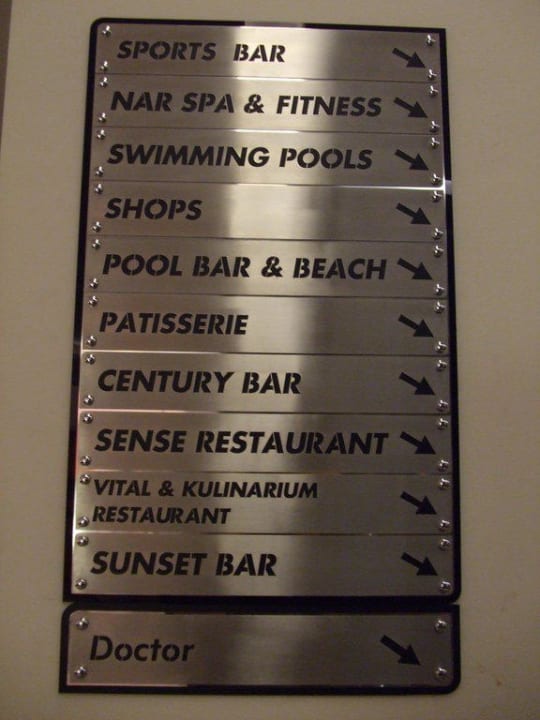 SPORTS BAR
NAR SPA & FITNESS
SWIMMING POOLS
SHOPS
POOL BAR & BEACH
PATISSERIE
CENTURY BAR
SENSE RESTAURANT
VITAL & KULINARIUM
RESTAURANT
SUNSET BAR
Doctor